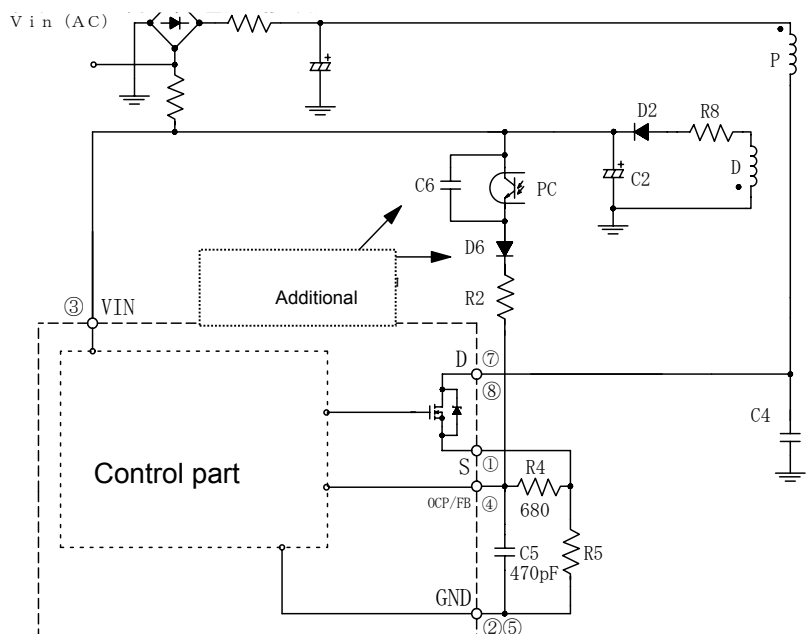 Vin (AC)
P
D2
R8
C6
PC
C2
D
D6
Additional
R2
③ VIN
D ⑦
⑧
C4
Control part
S ①
R4
OCP/FB ④
680
C5
R5
470pF
GND
②⑤